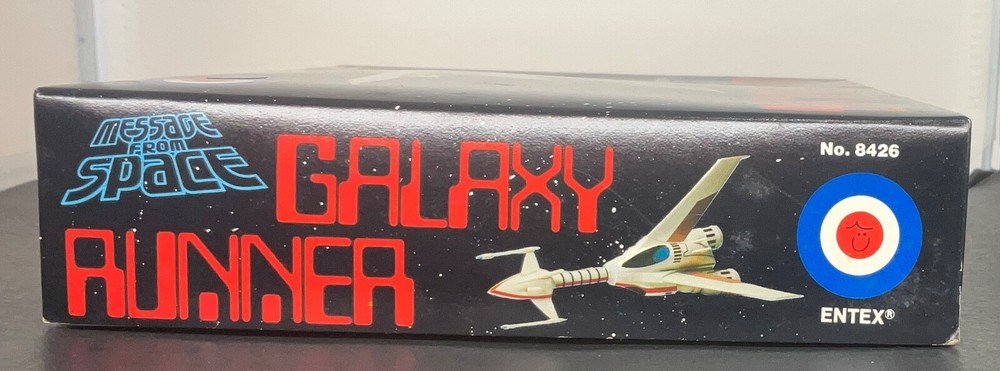 MESSAGE
FROM
SPACE
GALAXY
RUNNER
No. 8426
ENTEX®